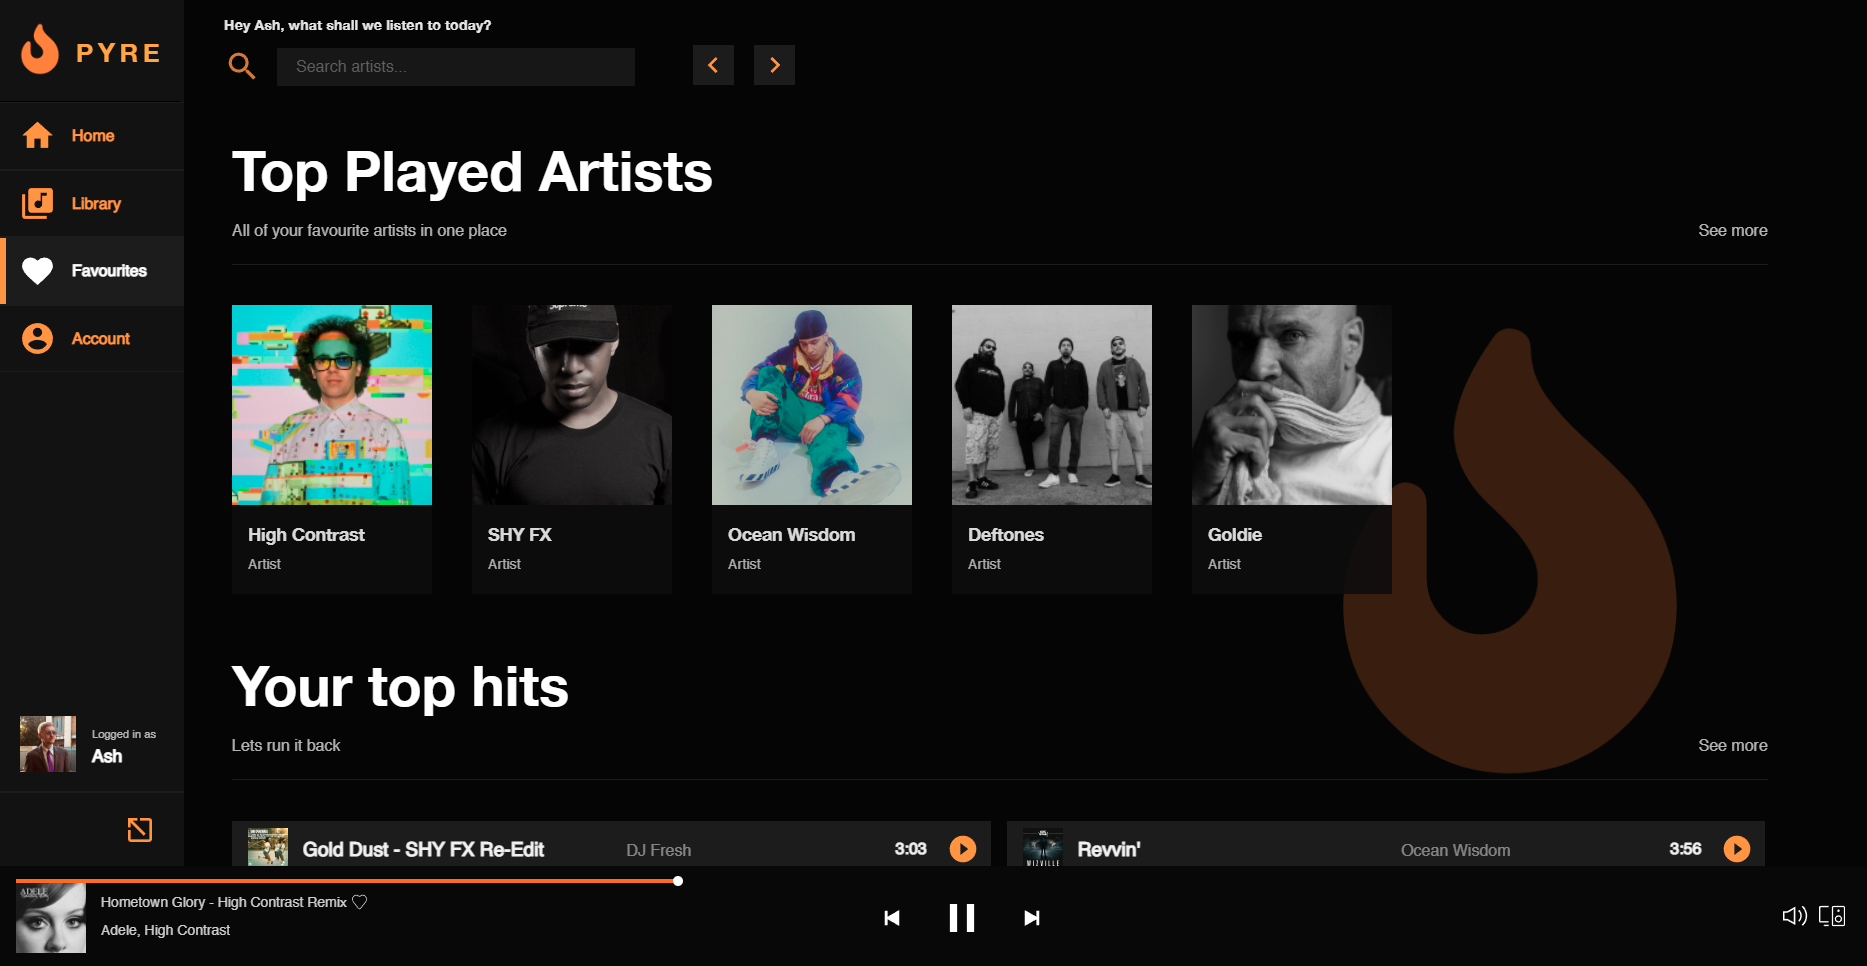 PYRE
Hey Ash, what shall we listen to today?
Search artists...
Home
Library
Favourites
Account
Top Played Artists
All of your favourite artists in one place
See more
High Contrast
Artist
SHY FX
Artist
Ocean Wisdom
Artist
Deftones
Artist
Goldie
Artist
Your top hits
Lets run it back
See more
Gold Dust - SHY FX Re-Edit DJ Fresh 3:03
Revvin' Ocean Wisdom 3:56
WIZVILLE
Logged in as
Ash
ADELE
Hometown Glory - High Contrast Remix
Adele, High Contrast